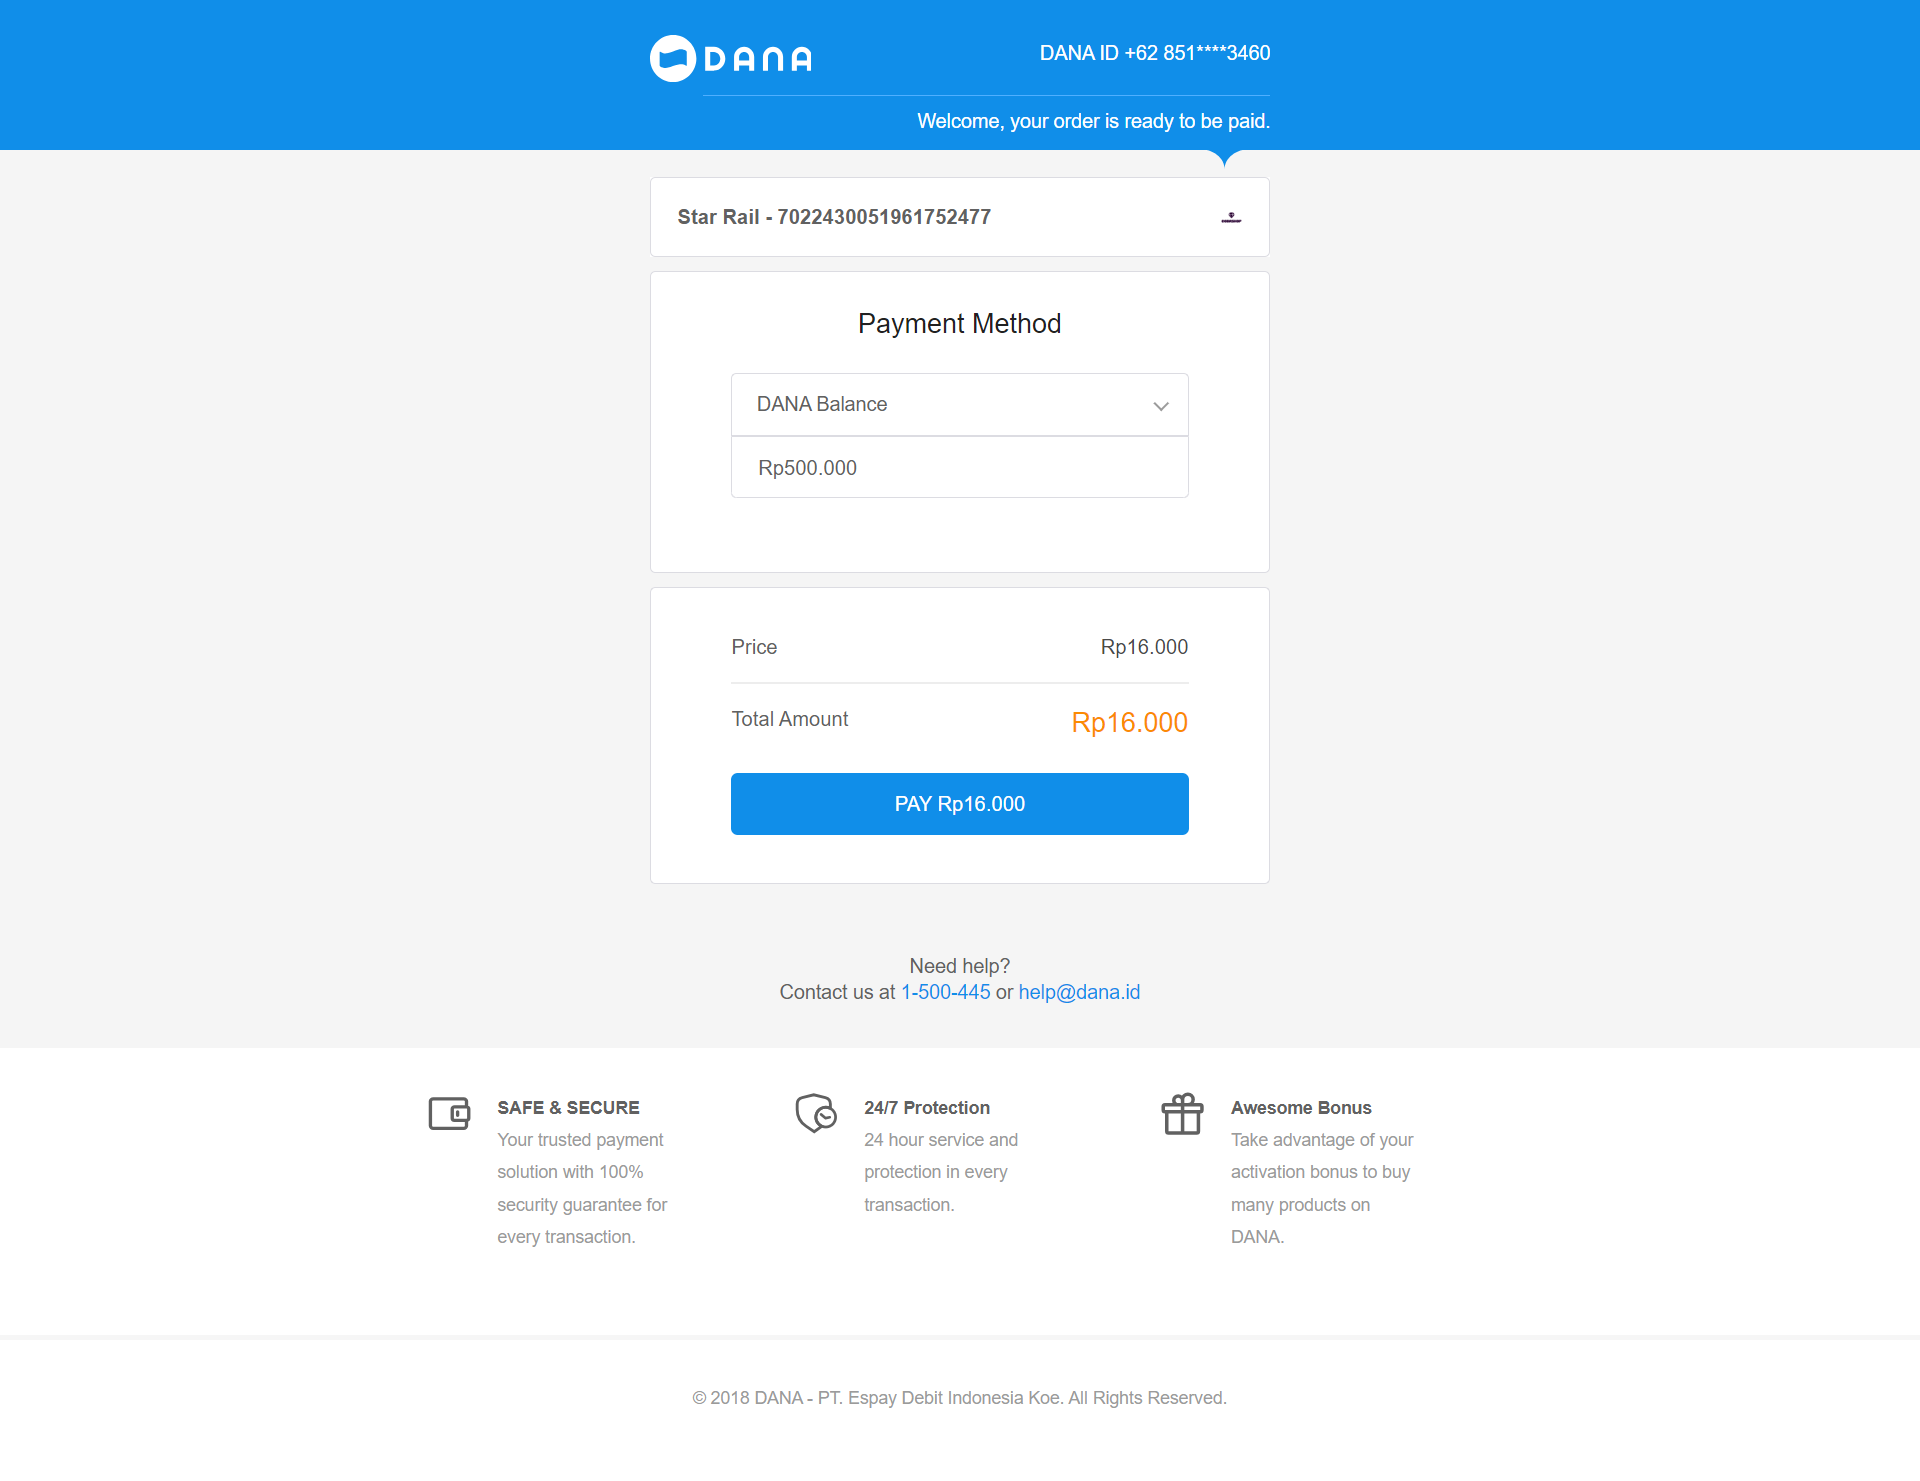 DANA
DANA ID +62 851****3460
Welcome, your order is ready to be paid.
Star Rail - 7022430051961752477
Payment Method
DANA Balance
Rp500.000
Price Rp16.000
Total Amount Rp16.000
PAY Rp16.000
Need help?
Contact us at 1-500-445 or help@dana.id
SAFE & SECURE
Your trusted payment
solution with 100%
security guarantee for
every transaction.
24/7 Protection
24 hour service and
protection in every
transaction.
Awesome Bonus
Take advantage of your
activation bonus to buy
many products on
DANA.
© 2018 DANA - PT. Espay Debit Indonesia Koe. All Rights Reserved.